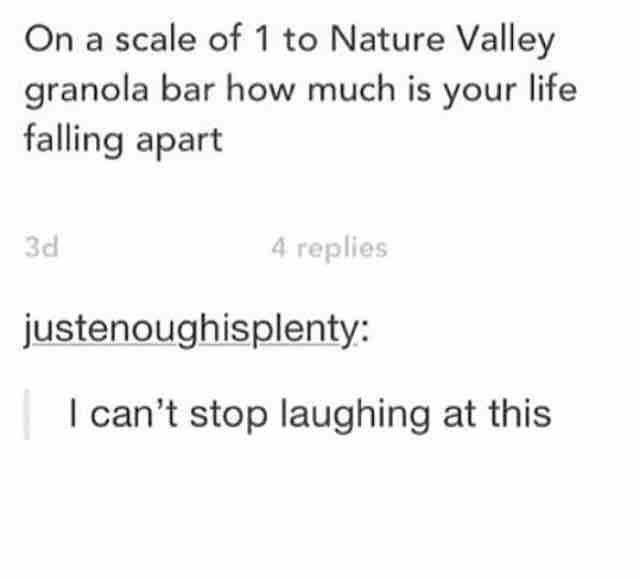 On a scale of 1 to Nature Valley
granola bar how much is your life
falling apart
3d 4 replies
justenoughisplenty:
I can't stop laughing at this